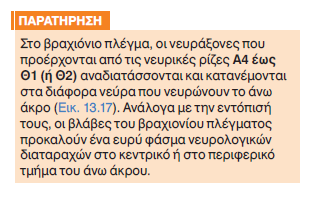 ΠΑΡΑΤΗΡΗΣΗ
Στο βραχιόνιο πλέγμα, οι νευράξονες που
προέρχονται από τις νευρικές ρίζες Α4 έως
Θ1 (ή Θ2) αναδιατάσσονται και κατανέμονται
στα διάφορα νεύρα που νευρώνουν το άνω
άκρο (Εικ. 13.17). Ανάλογα με την εντόπισή
τους, οι βλάβες του βραχιονίου πλέγματος
προκαλούν ένα ευρύ φάσμα νευρολογικών
διαταραχών στο κεντρικό ή στο περιφερικό
τμήμα του άνω άκρου.